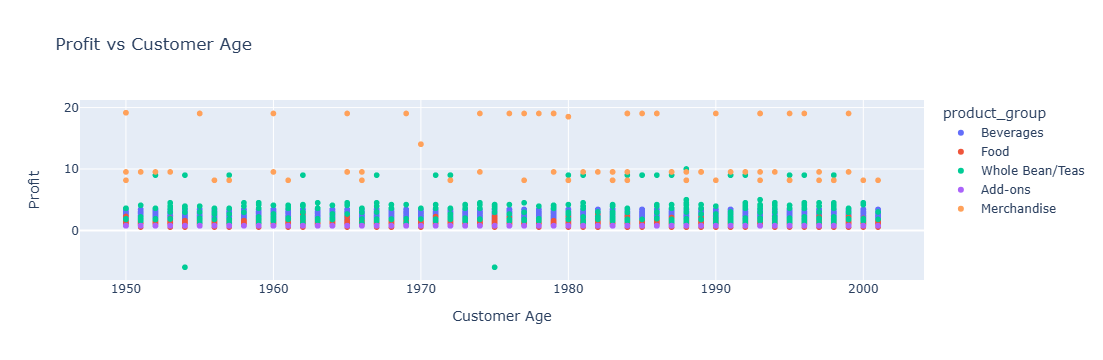 Profit vs Customer Age
product_group
Beverages
Food
Whole Bean/Teas
Add-ons
Merchandise
Profit
20
10
0
1950
1960
1970
1980
1990
2000
Customer Age